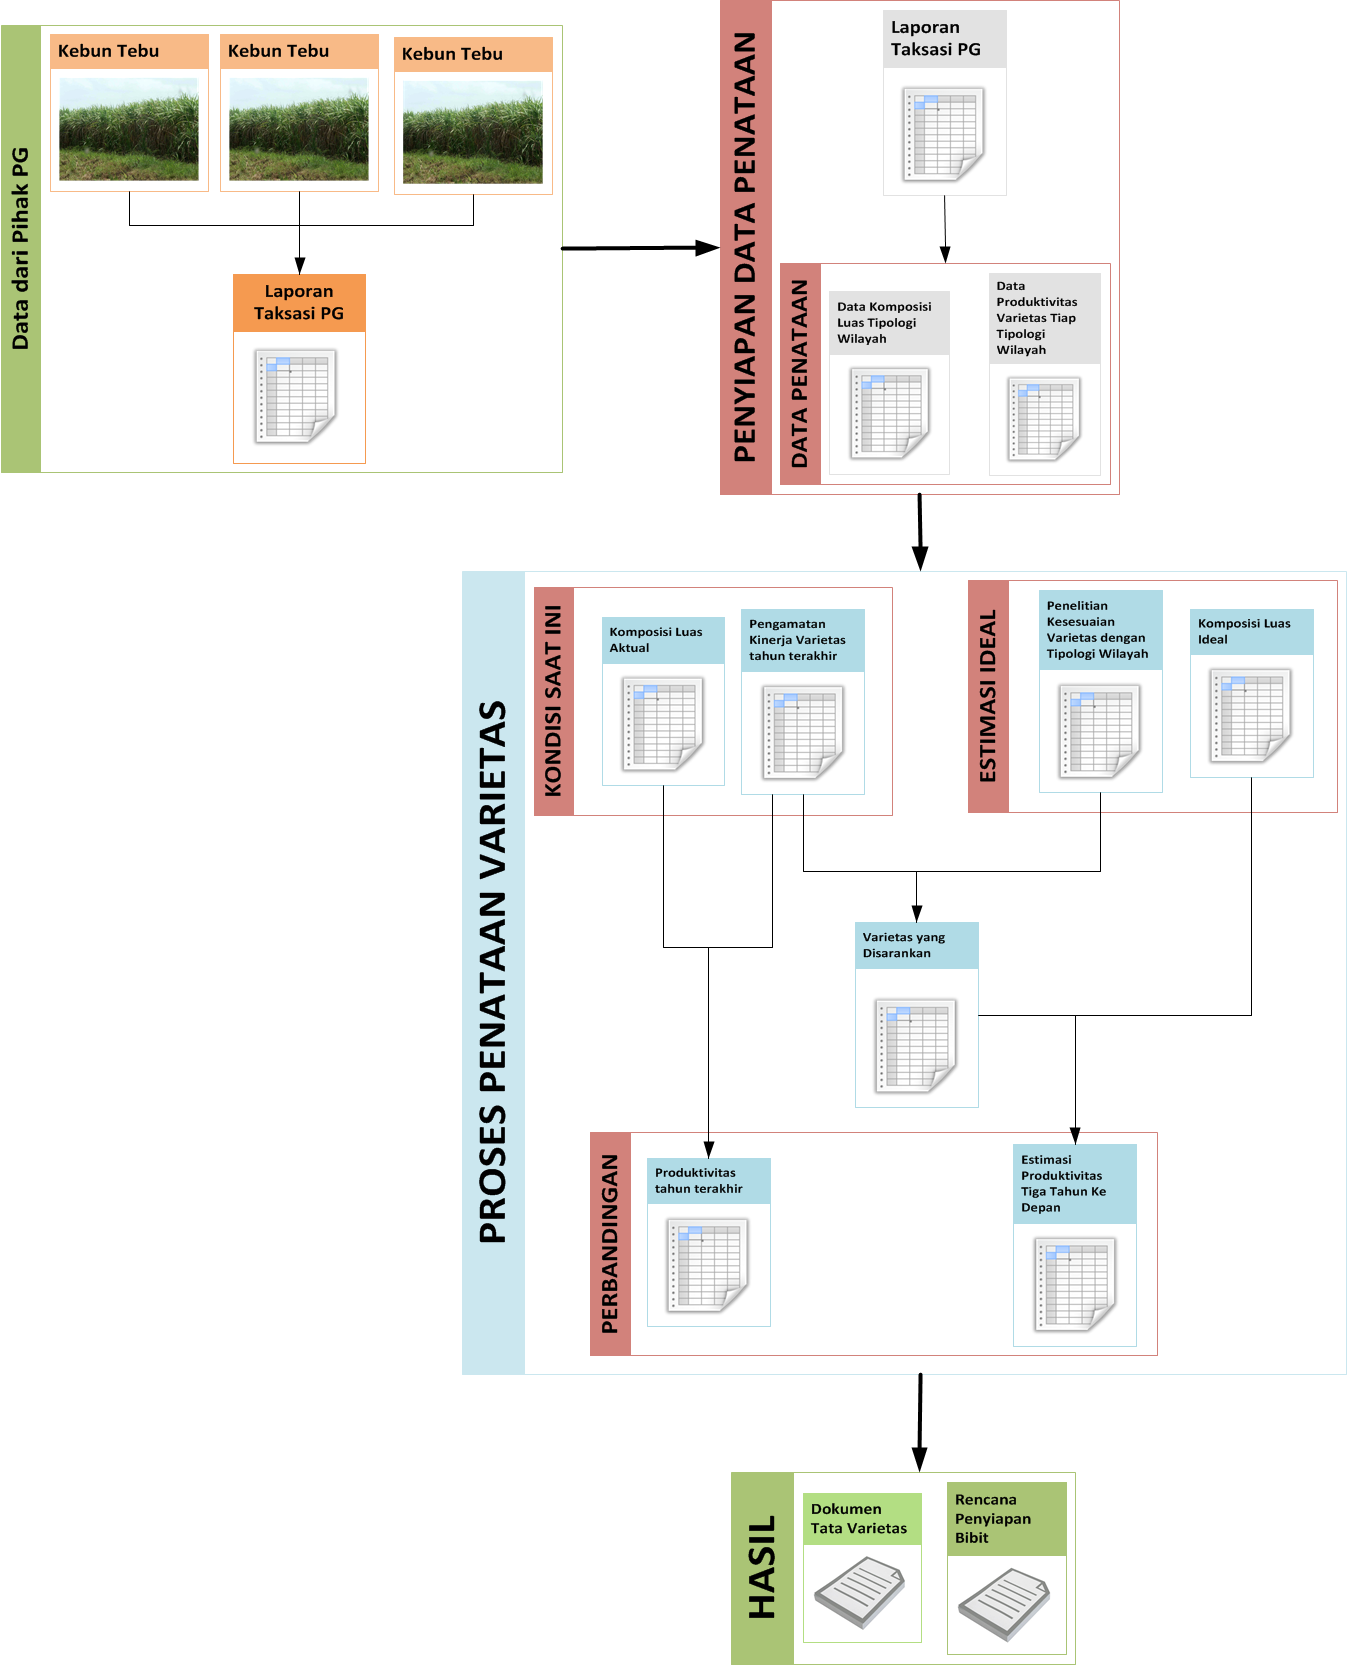 Data dari Pihak PG
Kebun Tebu
Kebun Tebu
Kebun Tebu
Laporan
Taksasi PG
PENYIAPAN DATA PENATAAN
Laporan
Taksasi PG
DATA PENATAAN
Data Komposisi
Luas Tipologi
Wilayah
Data
Produktivitas
Varietas Tiap
Tipologi
Wilayah
PROSES PENATAAN VARIETAS
KONDISI SAAT INI
Komposisi Luas
Aktual
Pengamatan
Kinerja Varietas
tahun terakhir
ESTIMASI IDEAL
Penelitian
Kesesuaian
Varietas dengan
Tipologi Wilayah
Komposisi Luas
Ideal
Varietas yang
Disarankan
PERBANDINGAN
Produktivitas
tahun terakhir
Estimasi
Produktivitas
Tiga Tahun Ke
Depan
HASIL
Dokumen
Tata Varietas
Rencana
Penyiapan
Bibit